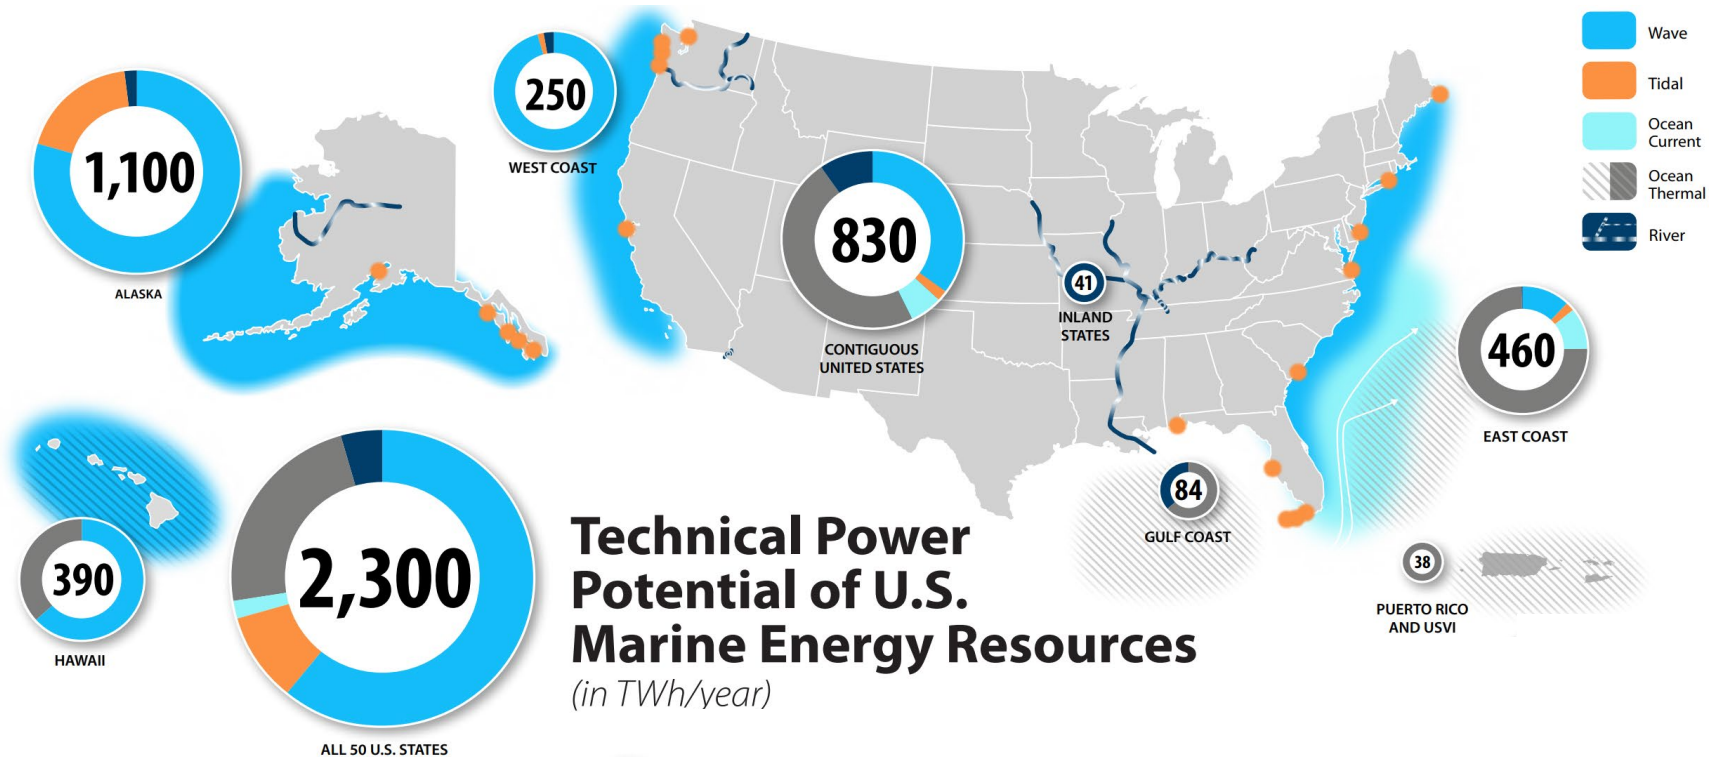 1,100
ALASKA
250
WEST COAST
830
CONTIGUOUS
UNITED STATES
41
INLAND
STATES
Wave
Tidal
Ocean
Current
Ocean
Thermal
River
460
EAST COAST
84
GULF COAST
38
PUERTO RICO
AND USVI
390
HAWAII
2,300
ALL 50 U.S. STATES
Technical Power
Potential of U.S.
Marine Energy Resources
(in TWh/year)